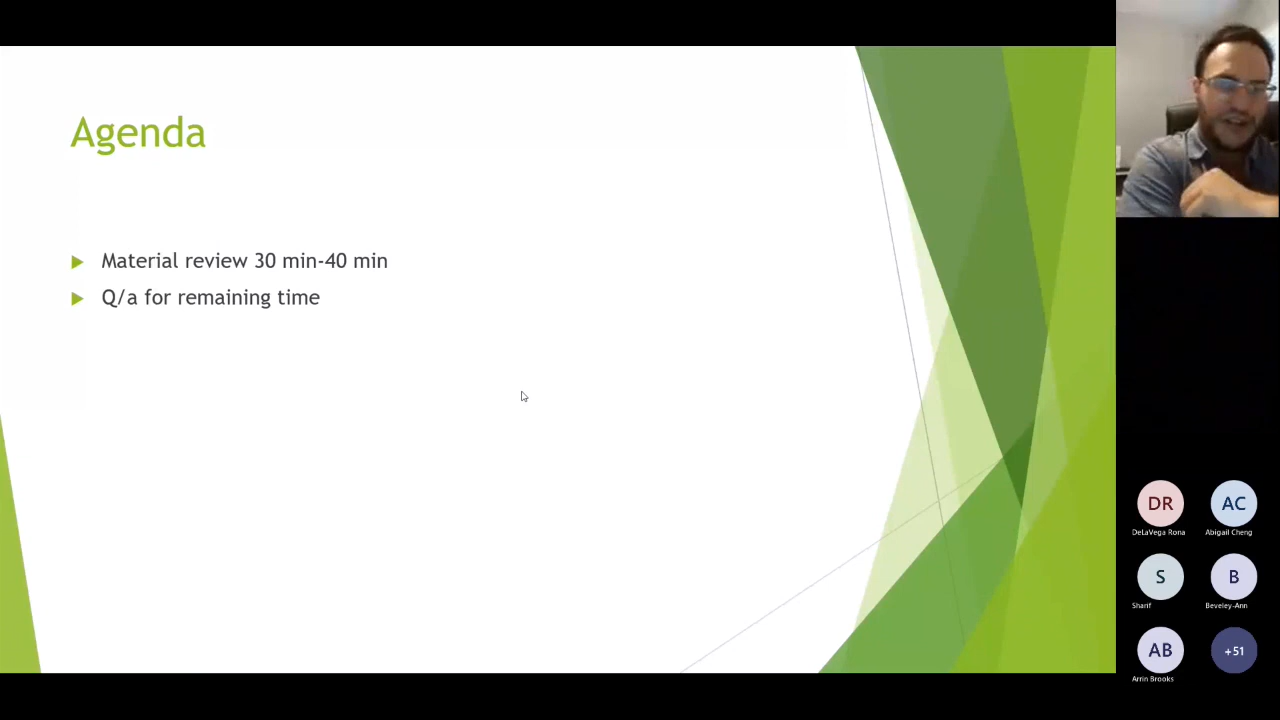 Agenda
Material review 30 min-40 min
Q/a for remaining time
DR
AC
DeLaVega Rona
Abigail Cheng
S
B
Sharif
Beveley-Ann
AB
+51
Arrin Brooks